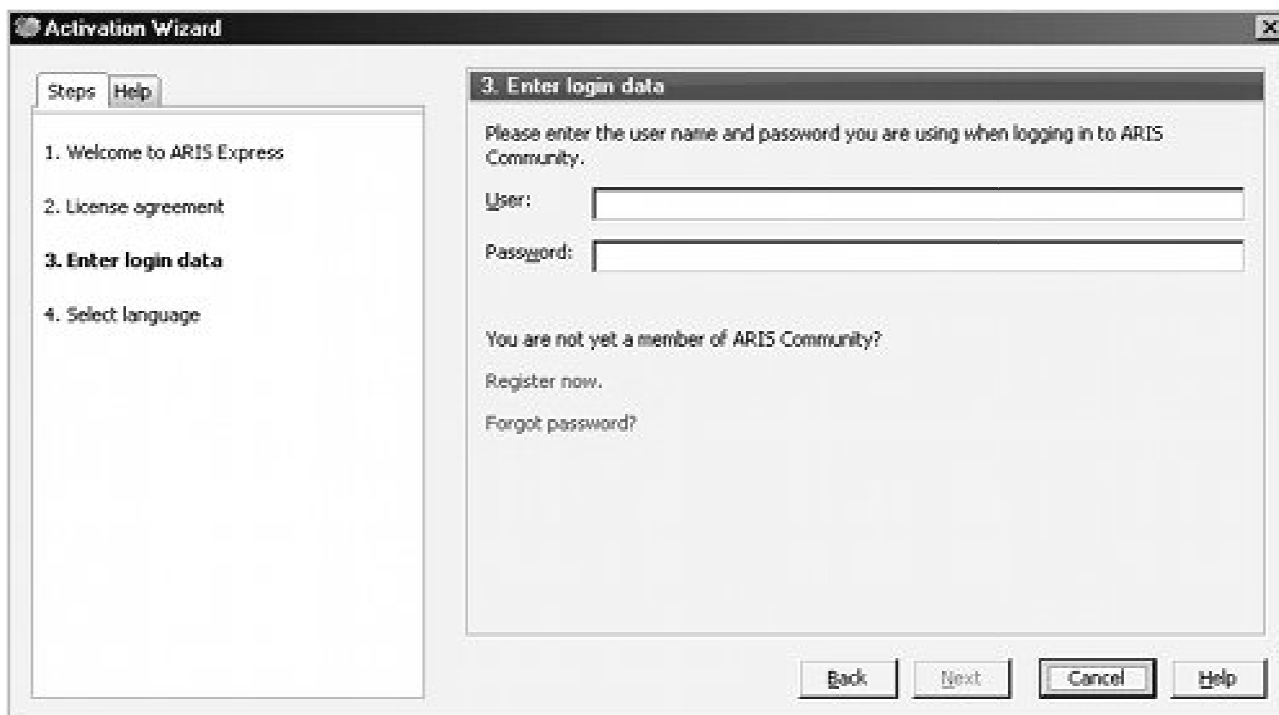 Activation Wizard
Steps Help
1. Welcome to ARIS Express
2. License agreement
3. Enter login data
4. Select language
3. Enter login data
Please enter the user name and password you are using when logging in to ARIS
Community.
User:
Password:
You are not yet a member of ARIS Community?
Register now.
Forgot password?
Back Next Cancel Help